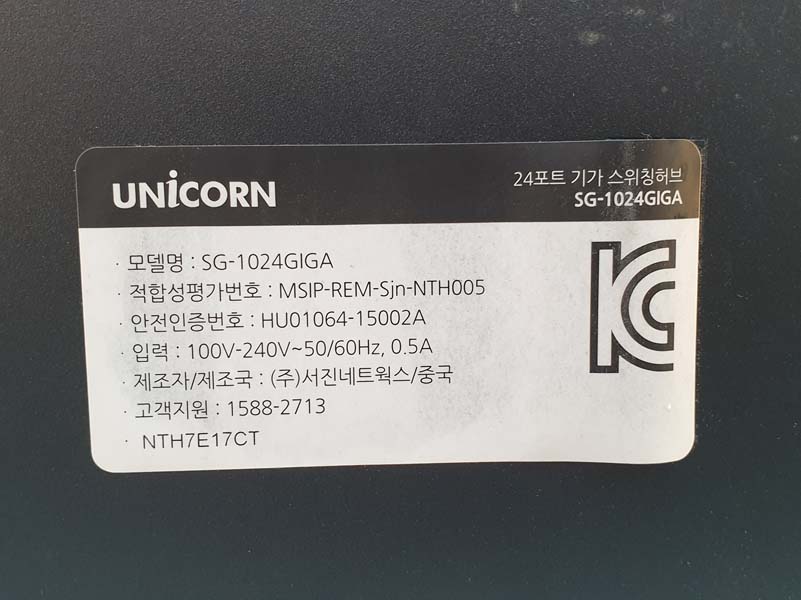 UNiCORN
24포트 기가 스위칭허브
SG-1024GIGA
· 모델명 : SG-1024GIGA
· 적합성평가번호 : MSIP-REM-Sjn-NTH005
· 안전인증번호 : HU01064-15002A
· 입력 : 100V-240V~50/60Hz, 0.5A
· 제조자/제조국 : (주)서진네트웍스/중국
· 고객지원 : 1588-2713
· NTH7E17CT
KC